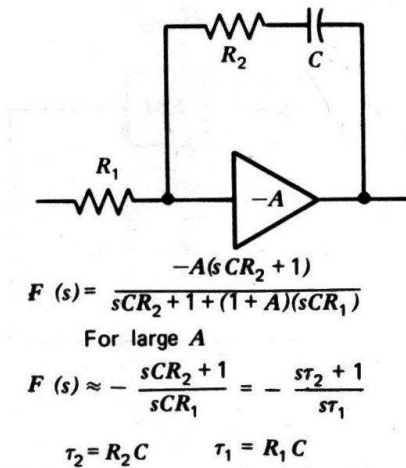 R₂ C
R₁
−A
F (s) = −A(sCR₂ + 1) / sCR₂ + 1 + (1 + A)(sCR₁)
For large A
F (s) ≈ − sCR₂ + 1 / sCR₁ = − sτ₂ + 1 / sτ₁
τ₂ = R₂C τ₁ = R₁C